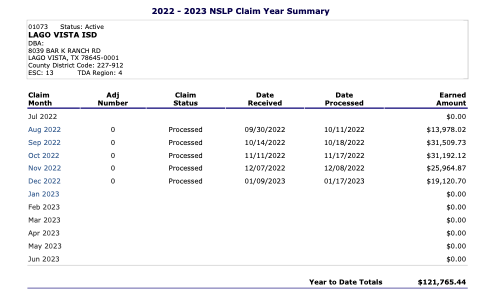 2022 - 2023 NSLP Claim Year Summary
01073 Status: Active
LAGO VISTA ISD
DBA:
8039 BAR K RANCH RD
LAGO VISTA, TX 78645-0001
County District Code: 227-912
ESC: 13 TDA Region: 4
Claim Month Adj Number Claim Status Date Received Date Processed Earned Amount
Jul 2022 $0.00
Aug 2022 0 Processed 09/30/2022 10/11/2022 $13,978.02
Sep 2022 0 Processed 10/14/2022 10/18/2022 $31,509.73
Oct 2022 0 Processed 11/11/2022 11/17/2022 $31,192.12
Nov 2022 0 Processed 12/07/2022 12/08/2022 $25,964.87
Dec 2022 0 Processed 01/09/2023 01/17/2023 $19,120.70
Jan 2023 $0.00
Feb 2023 $0.00
Mar 2023 $0.00
Apr 2023 $0.00
May 2023 $0.00
Jun 2023 $0.00
Year to Date Totals $121,765.44